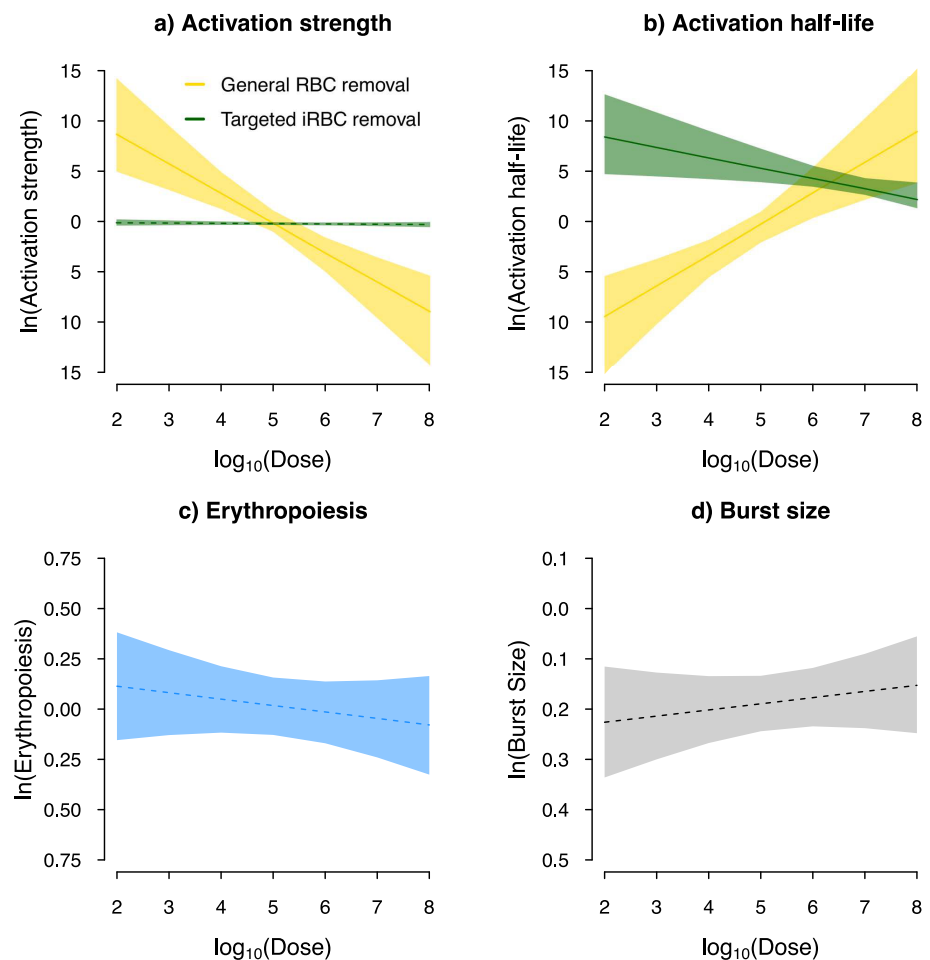 a) Activation strength
ln(Activation strength)
15
10
5
0
5
10
15
General RBC removal
Targeted iRBC removal
2 3 4 5 6 7 8
log10(Dose)
b) Activation half-life
ln(Activation half-life)
15
10
5
0
5
10
15
2 3 4 5 6 7 8
log10(Dose)
c) Erythropoiesis
ln(Erythropoiesis)
0.75
0.50
0.25
0.00
0.25
0.50
0.75
2 3 4 5 6 7 8
log10(Dose)
d) Burst size
ln(Burst Size)
0.1
0.0
0.1
0.2
0.3
0.4
0.5
2 3 4 5 6 7 8
log10(Dose)